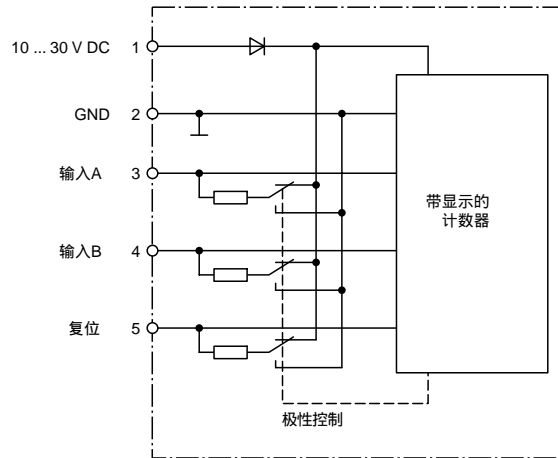 10 ... 30 V DC 1
GND 2
输入A 3
带显示的
计数器
输入B 4
复位 5
极性控制